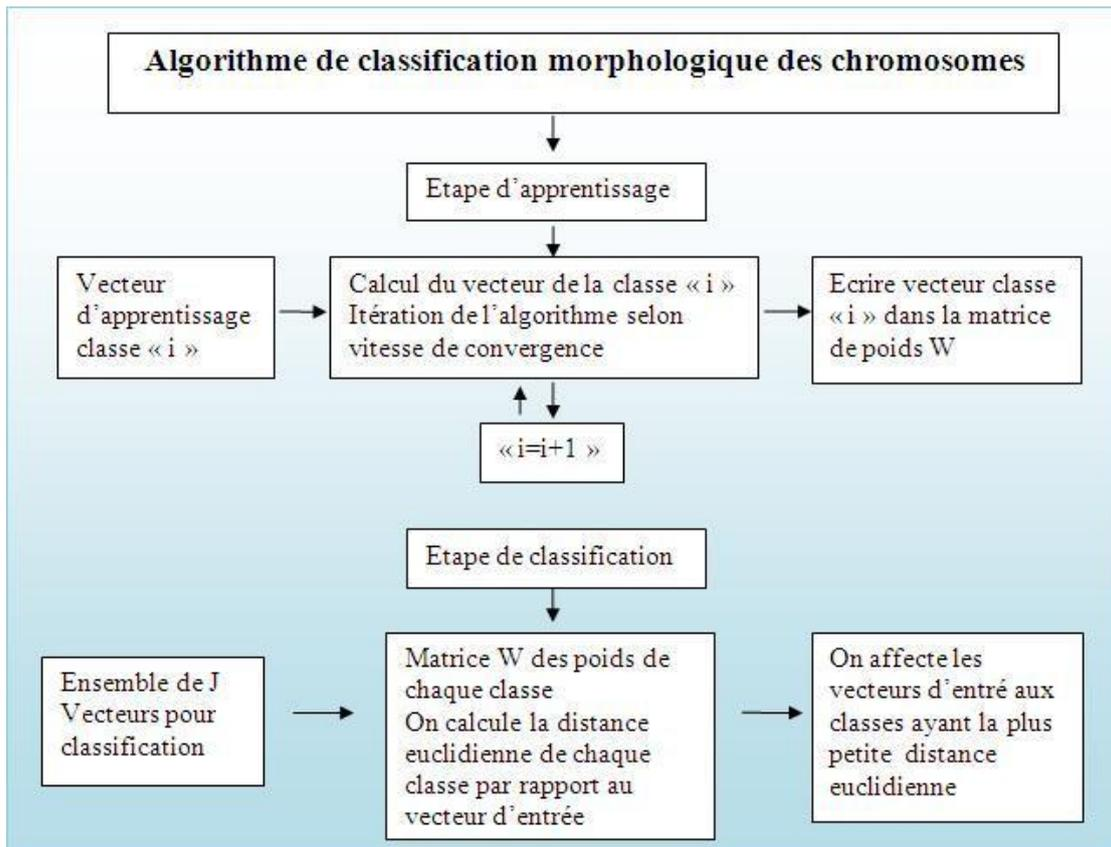 Algorithme de classification morphologique des chromosomes
Etape d’apprentissage
Vecteur
d’apprentissage
classe « i »
Calcul du vecteur de la classe « i »
Itération de l’algorithme selon
vitesse de convergence
Ecrire vecteur classe
« i » dans la matrice
de poids W
« i=i+1 »
Etape de classification
Ensemble de J
Vecteurs pour
classification
Matrice W des poids de
chaque classe
On calcule la distance
euclidienne de chaque
classe par rapport au
vecteur d’entrée
On affecte les
vecteurs d’entré aux
classes ayant la plus
petite distance
euclidienne